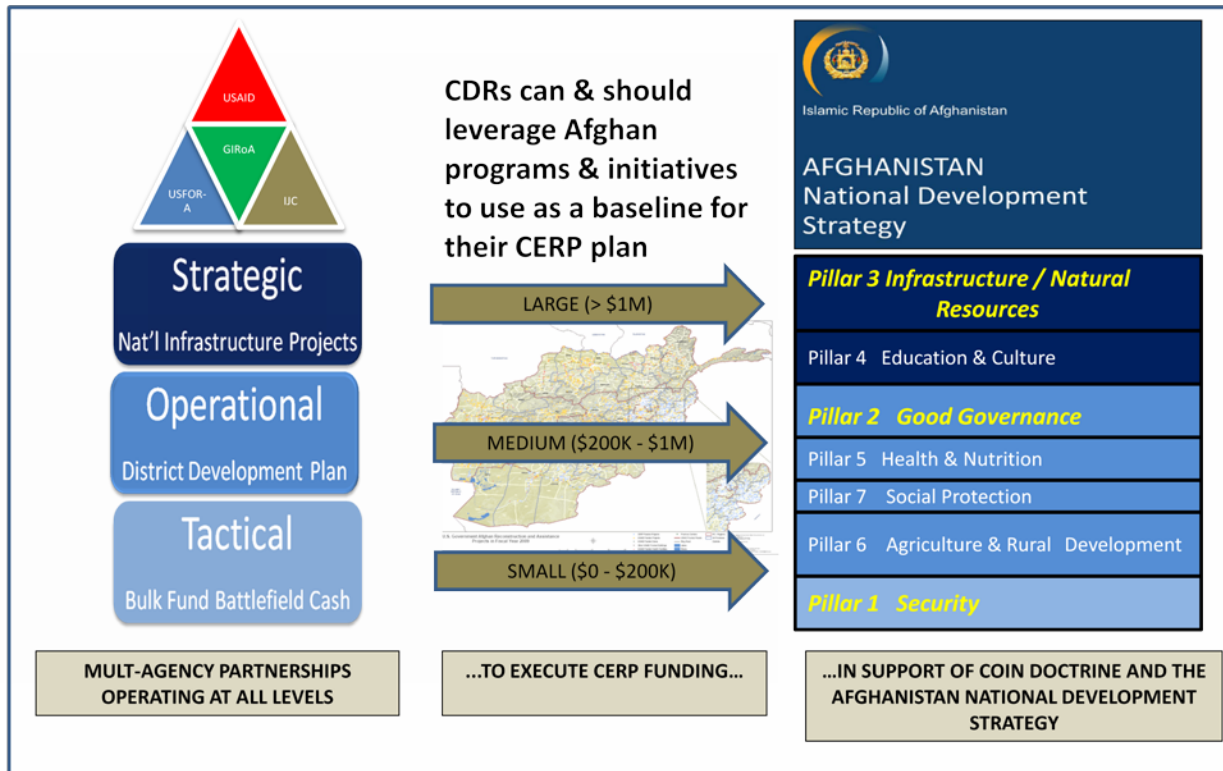 USAID
GIRoA
USFOR-
A
IJC
Strategic
Nat'l Infrastructure Projects
Operational
District Development Plan
Tactical
Bulk Fund Battlefield Cash
MULT-AGENCY PARTNERSHIPS
OPERATING AT ALL LEVELS
CDRs can & should
leverage Afghan
programs & initiatives
to use as a baseline for
their CERP plan
LARGE (> $1M)
MEDIUM ($200K - $1M)
SMALL ($0 - $200K)
...TO EXECUTE CERP FUNDING...
Islamic Republic of Afghanistan
AFGHANISTAN
National Development
Strategy
Pillar 3 Infrastructure / Natural
Resources
Pillar 4 Education & Culture
Pillar 2 Good Governance
Pillar 5 Health & Nutrition
Pillar 7 Social Protection
Pillar 6 Agriculture & Rural Development
Pillar 1 Security
...IN SUPPORT OF COIN DOCTRINE AND THE
AFGHANISTAN NATIONAL DEVELOPMENT
STRATEGY